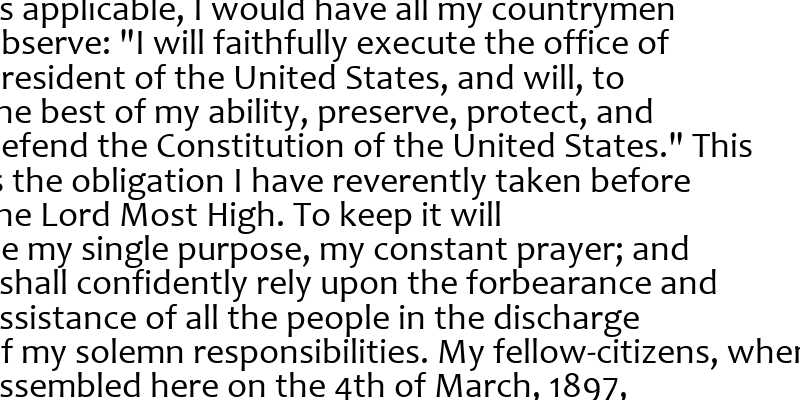 s applicable, I would have all my countrymen
bserve: "I will faithfully execute the office of
resident of the United States, and will, to
he best of my ability, preserve, protect, and
efend the Constitution of the United States." This
s the obligation I have reverently taken before
he Lord Most High. To keep it will
e my single purpose, my constant prayer; and
shall confidently rely upon the forbearance and
ssistance of all the people in the discharge
f my solemn responsibilities. My fellow-citizens, when
ssembled here on the 4th of March, 1897,